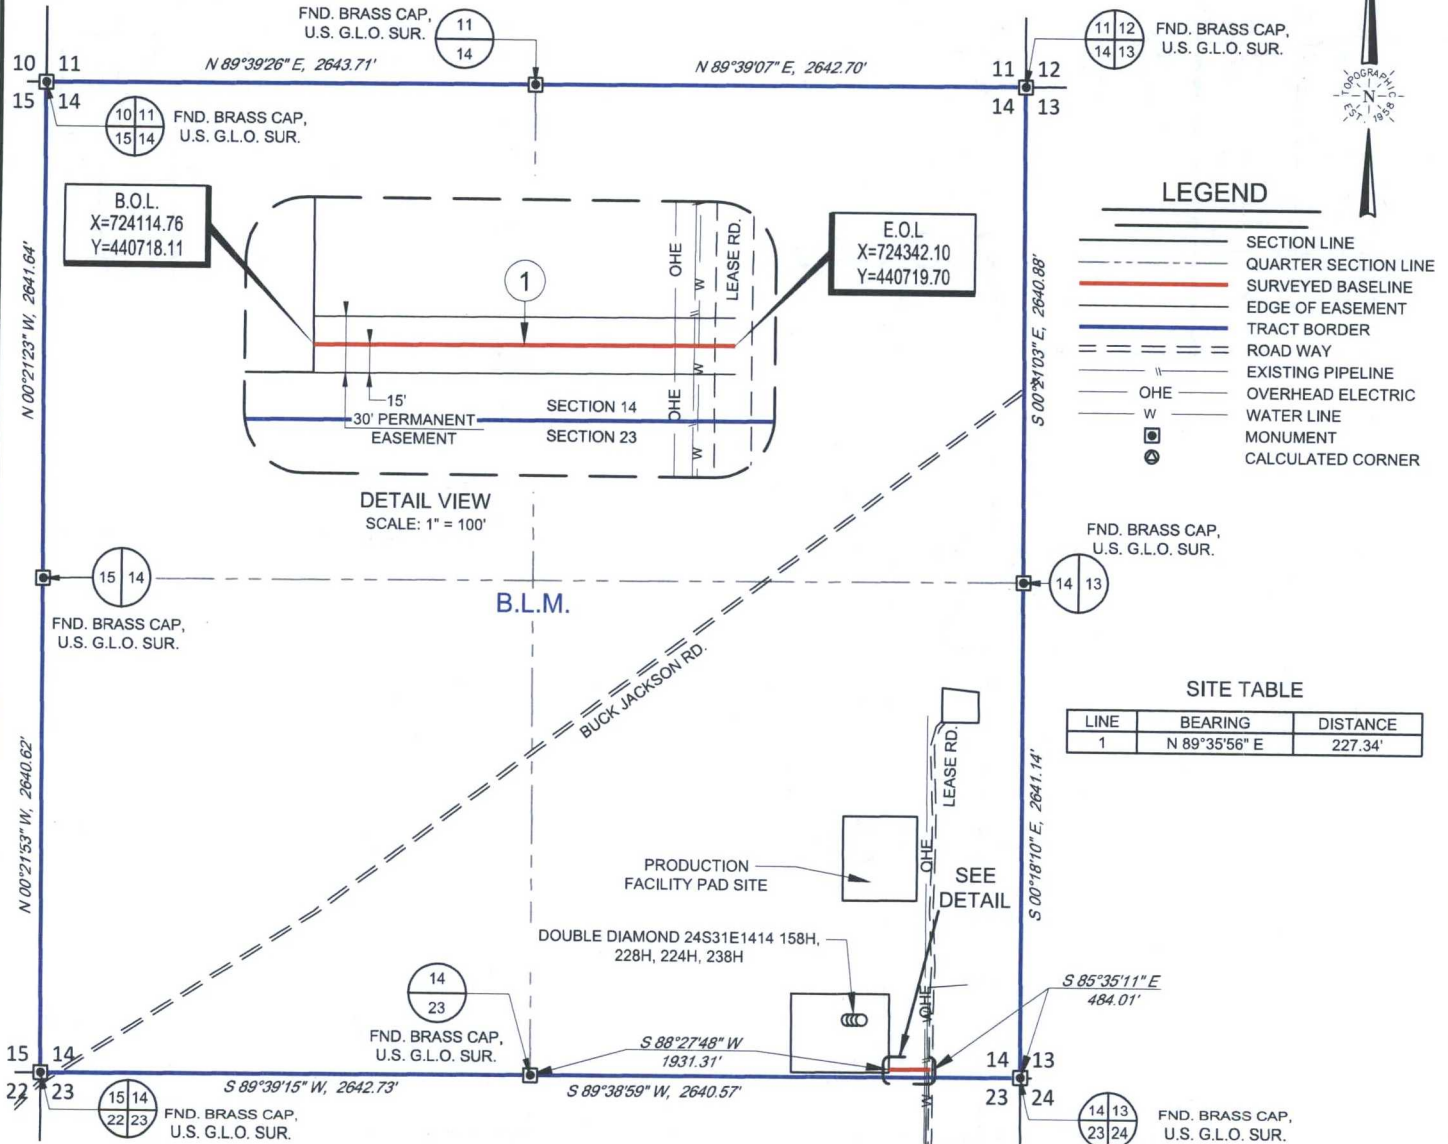 FND. BRASS CAP,
U.S. G.L.O. SUR.
11
14
N 89°39'26" E, 2643.71'
N 89°39'07" E, 2642.70'
11 12
14 13
FND. BRASS CAP,
U.S. G.L.O. SUR.
10 11
15 14
11 12
14 13
10 11
15 14
FND. BRASS CAP,
U.S. G.L.O. SUR.
TOPOGRAPHIC
N
EST. 1958
B.O.L.
X=724114.76
Y=440718.11
E.O.L
X=724342.10
Y=440719.70
1
OHE
W
LEASE RD.
W
OHE
W
15'
30' PERMANENT
EASEMENT
SECTION 14
SECTION 23
DETAIL VIEW
SCALE: 1" = 100'
LEGEND
SECTION LINE
QUARTER SECTION LINE
SURVEYED BASELINE
EDGE OF EASEMENT
TRACT BORDER
ROAD WAY
EXISTING PIPELINE
OHE OVERHEAD ELECTRIC
W WATER LINE
MONUMENT
CALCULATED CORNER
N 00°21'23" W, 2641.64'
S 00°21'03" E, 2640.88'
15 14
FND. BRASS CAP,
U.S. G.L.O. SUR.
B.L.M.
FND. BRASS CAP,
U.S. G.L.O. SUR.
14 13
BUCK JACKSON RD.
SITE TABLE
LINE BEARING DISTANCE
1 N 89°35'56" E 227.34'
N 00°21'53" W, 2640.62'
S 00°18'10" E, 2641.14'
LEASE RD.
OHE
PRODUCTION
FACILITY PAD SITE
SEE
DETAIL
DOUBLE DIAMOND 24S31E1414 158H,
228H, 224H, 238H
OHE
W
14
23
FND. BRASS CAP,
U.S. G.L.O. SUR.
S 88°27'48" W
1931.31'
S 85°35'11" E
484.01'
15 14
22 23
14 13
23 24
S 89°39'15" W, 2642.73'
S 89°38'59" W, 2640.57'
W
15 14
22 23
FND. BRASS CAP,
U.S. G.L.O. SUR.
14 13
23 24
FND. BRASS CAP,
U.S. G.L.O. SUR.